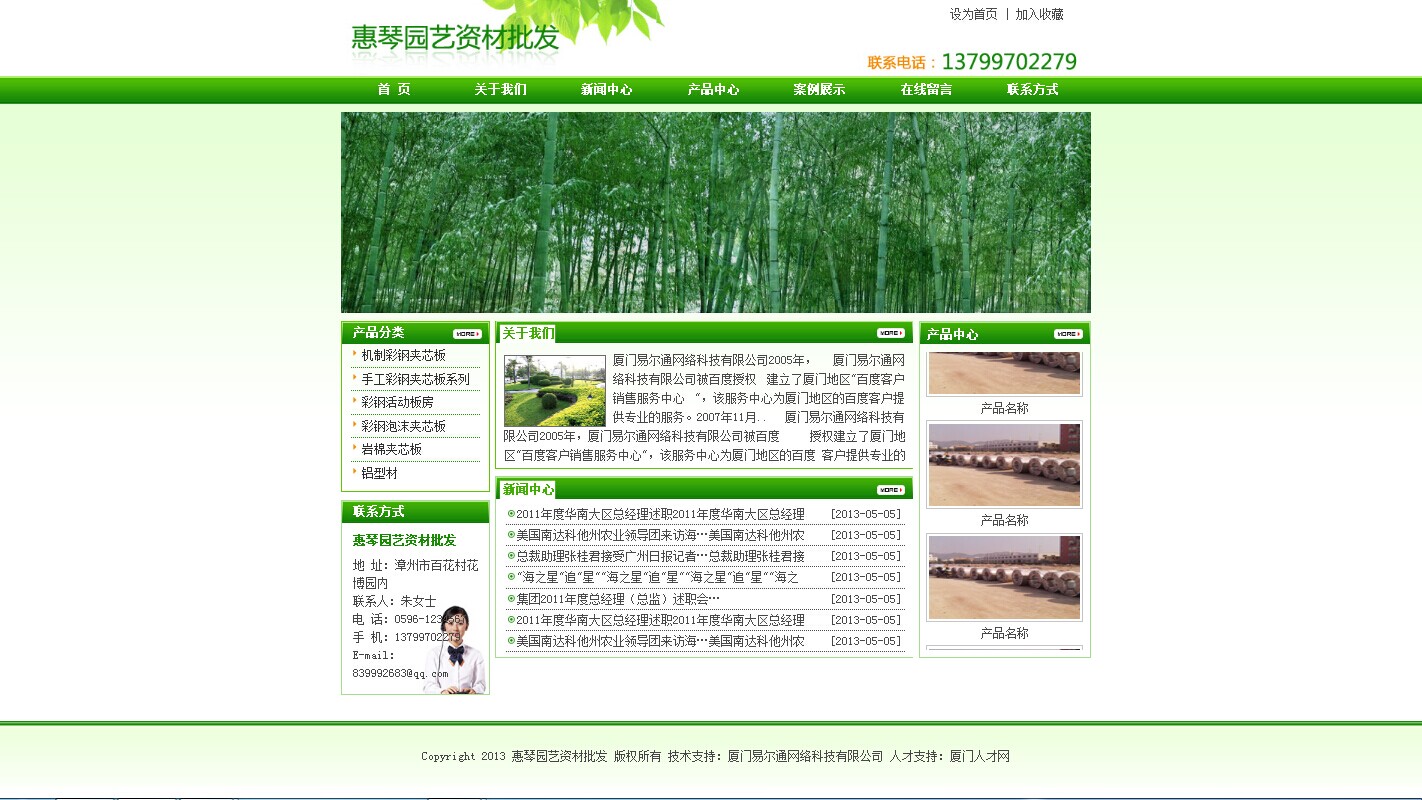 设为首页 | 加入收藏
惠琴园艺资材批发
联系电话：13799702279
首 页 关于我们 新闻中心 产品中心 案例展示 在线留言 联系方式
产品分类 MORE
机制彩钢夹芯板
手工彩钢夹芯板系列
彩钢活动板房
彩钢泡沫夹芯板
岩棉夹芯板
铝型材
联系方式
惠琴园艺资材批发
地 址：漳州市百花村花
博园内
联系人：朱女士
电 话：0596-123
手 机：13799702279
E-mail:
839992683@qq.com
关于我们 MORE
厦门易尔通网络科技有限公司2005年， 厦门易尔通网
络科技有限公司被百度授权 建立了厦门地区"百度客户
销售服务中心 "，该服务中心为厦门地区的百度客户提
供专业的服务。2007年11月.. 厦门易尔通网络科技有
限公司2005年，厦门易尔通网络科技有限公司被百度 授权建立了厦门地
区"百度客户销售服务中心"，该服务中心为厦门地区的百度 客户提供专业的
新闻中心 MORE
2011年度华南大区总经理述职2011年度华南大区总经理 [2013-05-05]
美国南达科他州农业领导团来访海…美国南达科他州农 [2013-05-05]
总裁助理张桂君接受广州日报记者…总裁助理张桂君接 [2013-05-05]
"海之星"追"星""海之星"追"星""海之星"追"星""海之 [2013-05-05]
集团2011年度总经理（总监）述职会… [2013-05-05]
2011年度华南大区总经理述职2011年度华南大区总经理 [2013-05-05]
美国南达科他州农业领导团来访海…美国南达科他州农 [2013-05-05]
产品中心 MORE
产品名称
产品名称
产品名称
Copyright 2013 惠琴园艺资材批发 版权所有 技术支持：厦门易尔通网络科技有限公司 人才支持：厦门人才网